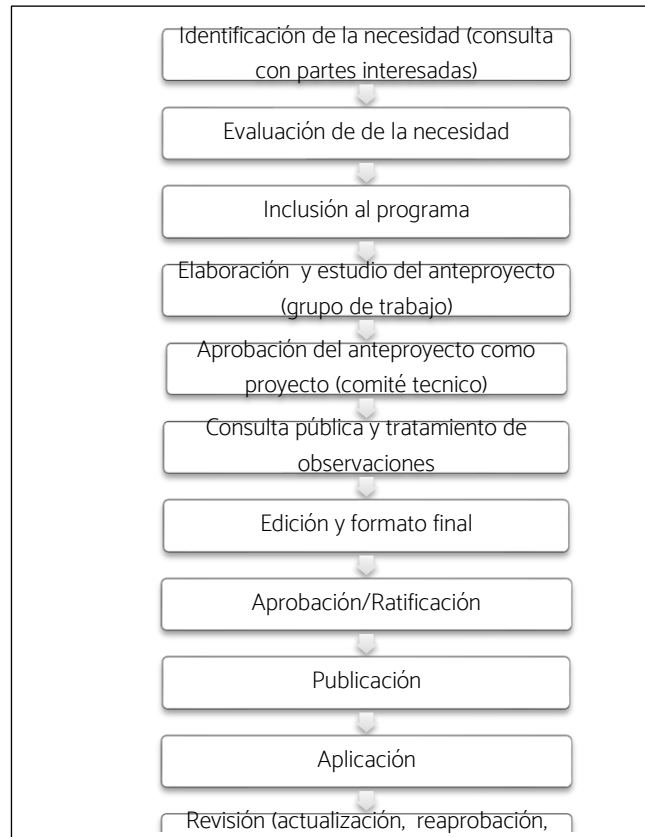 Identificación de la necesidad (consulta
con partes interesadas)
Evaluación de de la necesidad
Inclusión al programa
Elaboración y estudio del anteproyecto
(grupo de trabajo)
Aprobación del anteproyecto como
proyecto (comité tecnico)
Consulta pública y tratamiento de
observaciones
Edición y formato final
Aprobación/Ratificación
Publicación
Aplicación
Revisión (actualización, reaprobación,